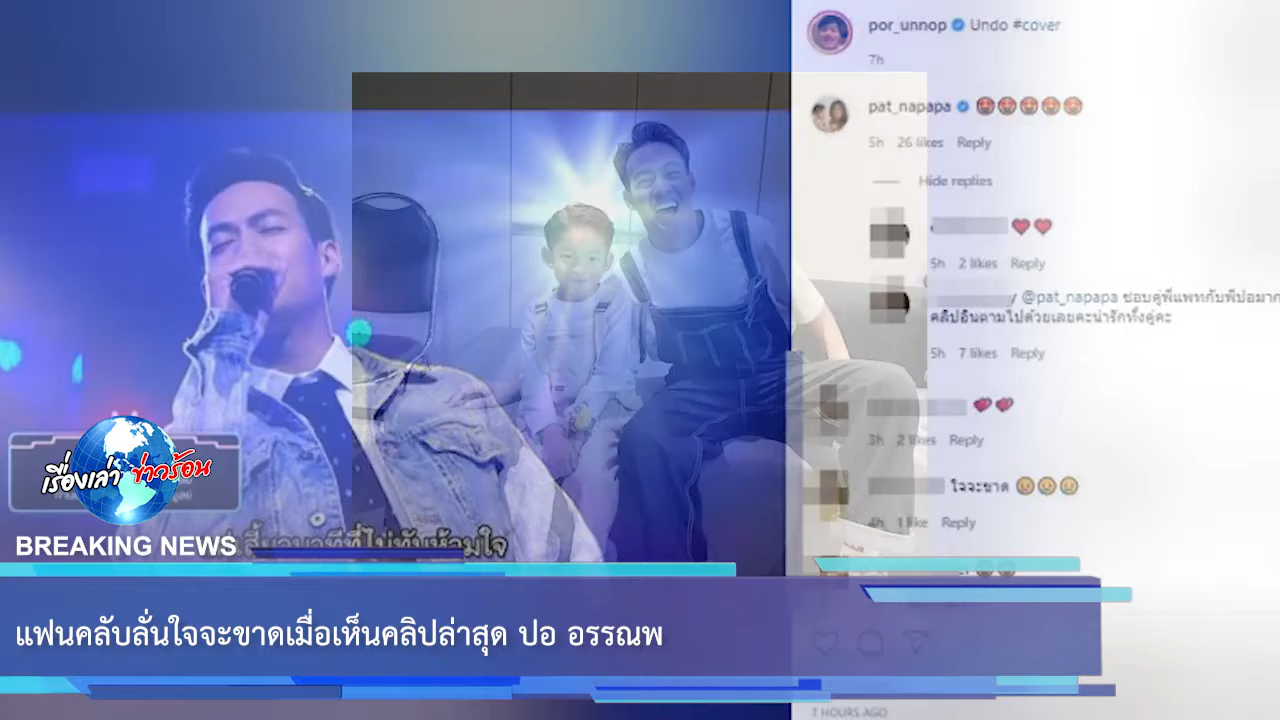 por_unnop Undo #cover
7h
pat_napapa
5h 26 likes Reply
Hide replies
5h 2 likes Reply
@pat_napapa ชอบคู่พี่แพทกับพี่ปอมาก
คลิปอินตามไปด้วยเลยคะน่ารักทั้งคู่คะ
5h 7 likes Reply
3h 2 likes Reply
ใจจะขาด
4h 1 like Reply
เรื่องเล่า ข่าวร้อน
BREAKING NEWS
แฟนคลับลั่นใจจะขาดเมื่อเห็นคลิปล่าสุด ปอ อรรณพ
7 HOURS AGO